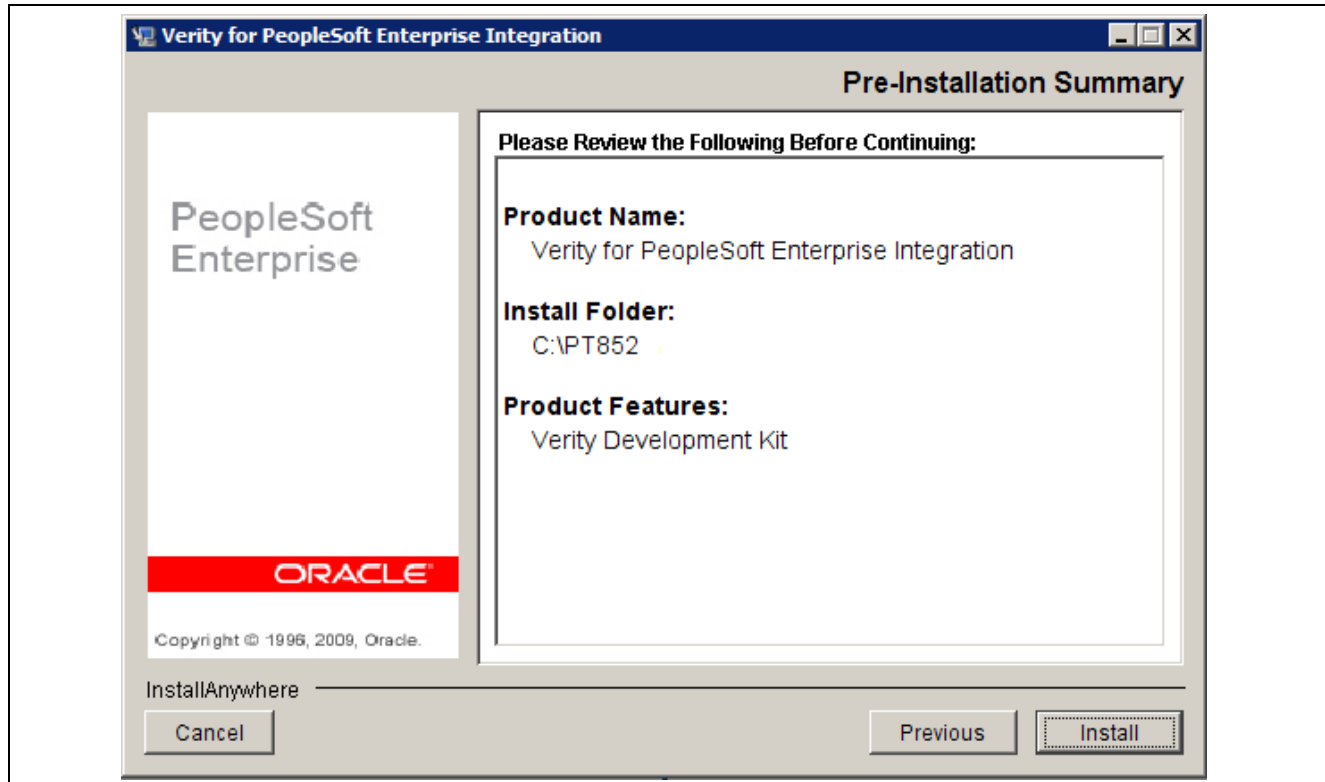 Verity for PeopleSoft Enterprise Integration
Pre-Installation Summary
PeopleSoft
Enterprise
ORACLE
Copyright © 1996, 2009, Oracle.
Please Review the Following Before Continuing:
Product Name:
Verity for PeopleSoft Enterprise Integration
Install Folder:
C:\PT852
Product Features:
Verity Development Kit
InstallAnywhere
Cancel
Previous
Install